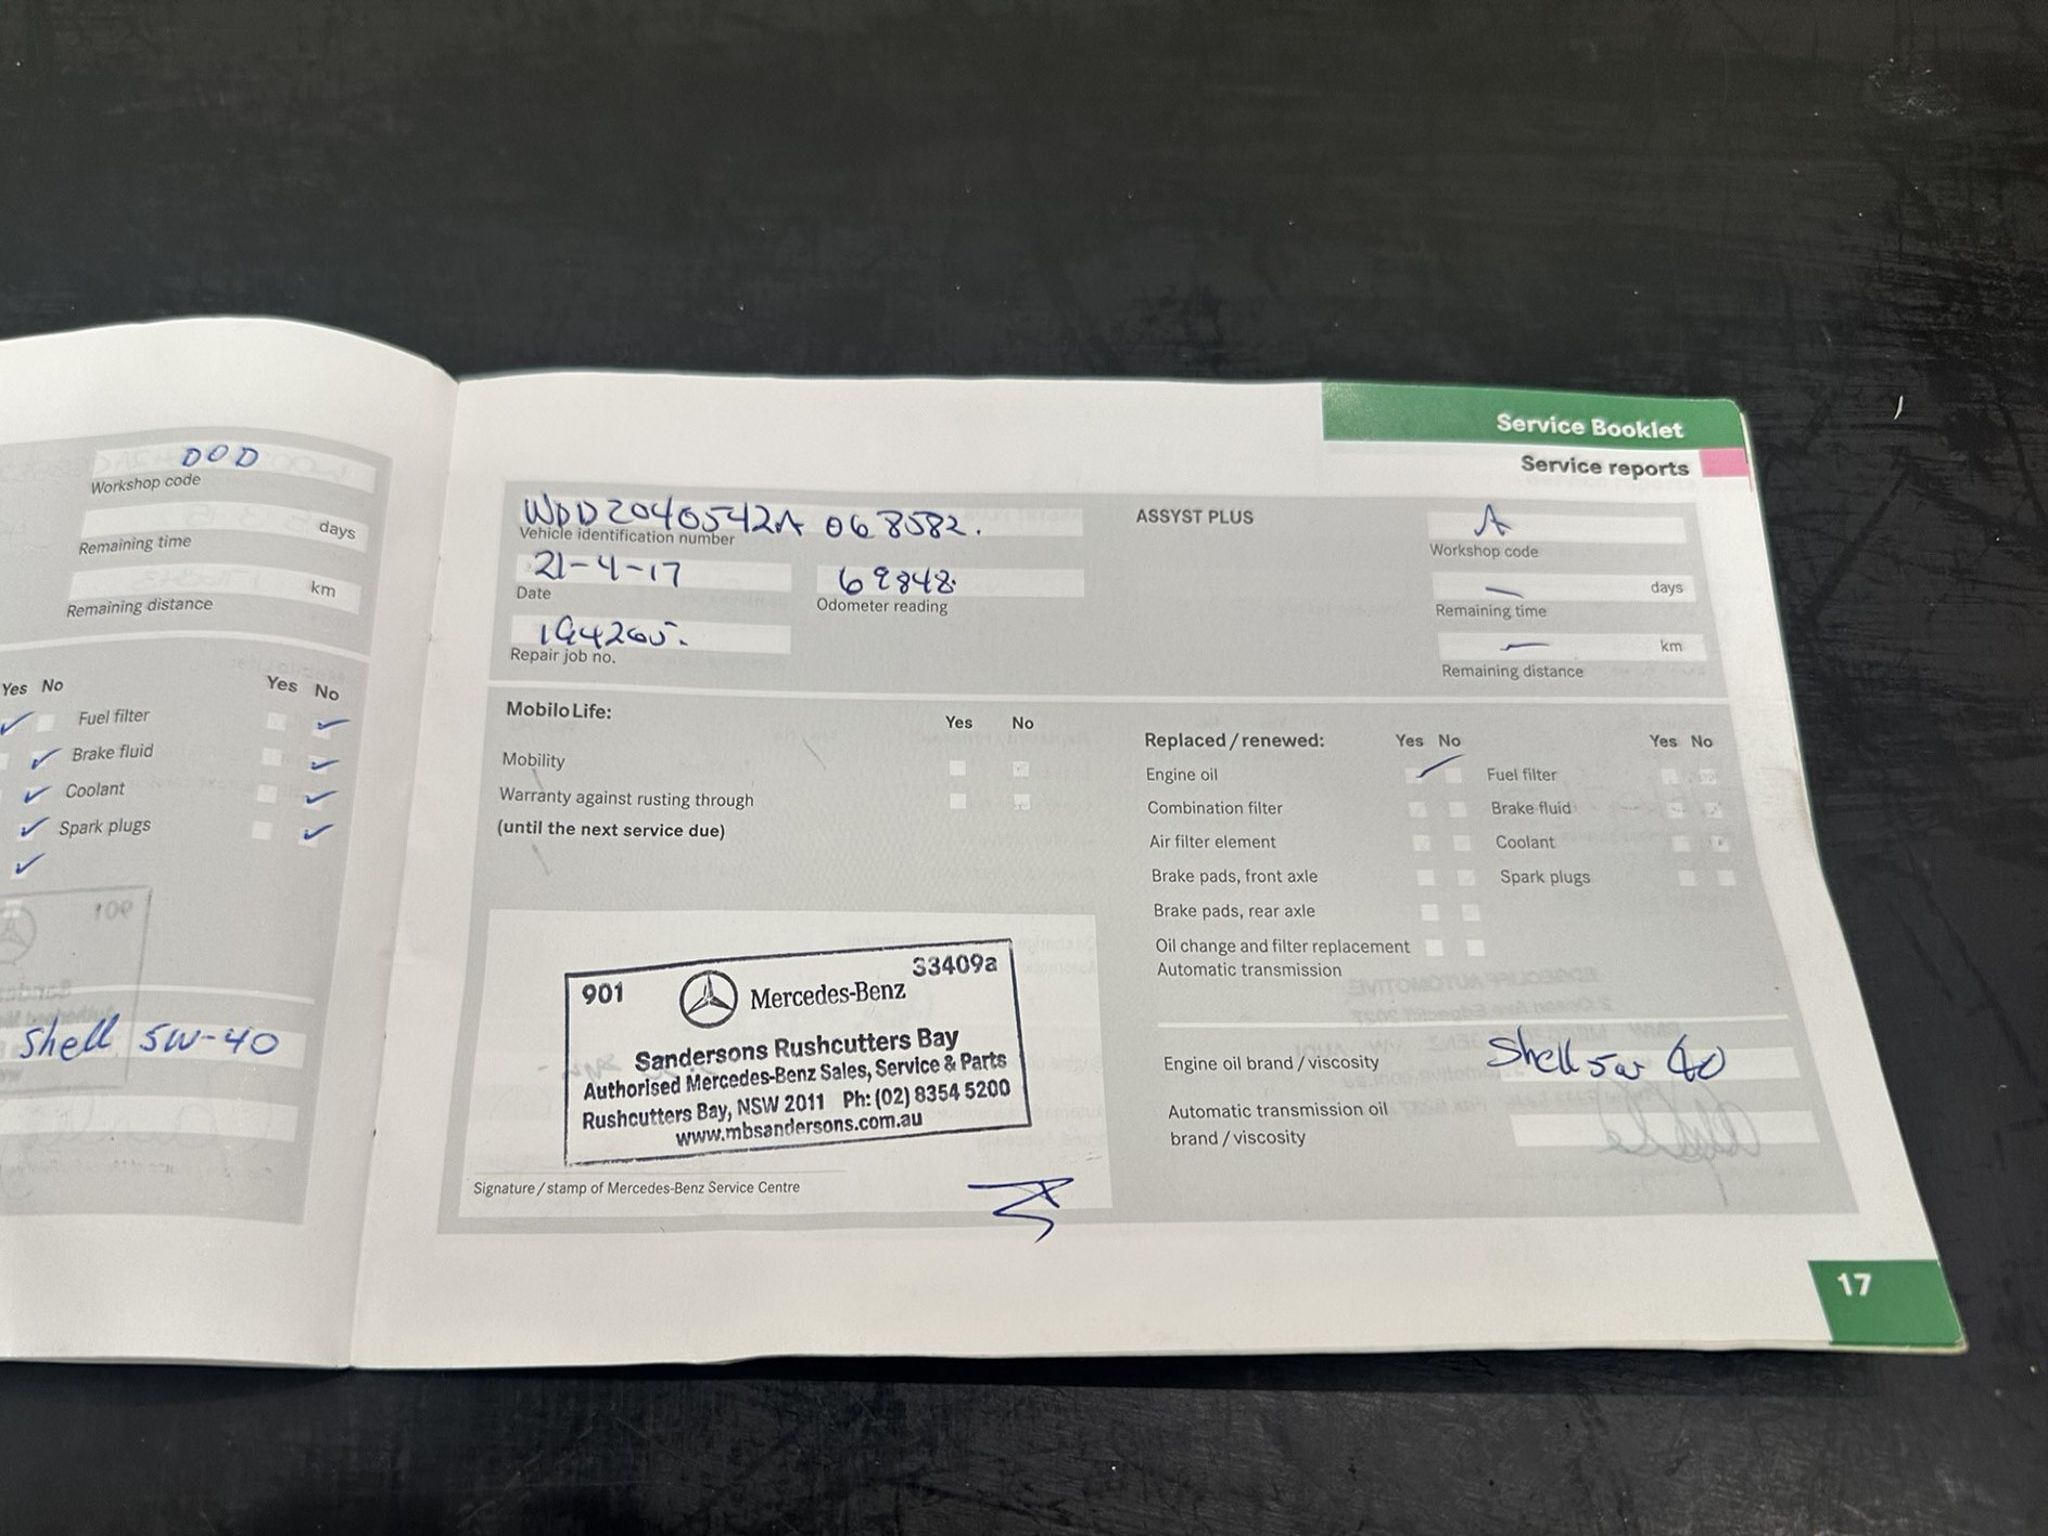 DOD
Workshop code
days
Remaining time
km
Remaining distance
Yes No
Yes No
Fuel filter
Brake fluid
Coolant
Spark plugs
Shell 5W-40
Service Booklet
Service reports
WDD2040542A 068582.
Vehicle identification number
21-4-17
Date
69848.
Odometer reading
Repair job no.
ASSYST PLUS
A
Workshop code
— days
Remaining time
— km
Remaining distance
MobiloLife:
Yes No
Mobility
Warranty against rusting through
(until the next service due)
901
33409a
Mercedes-Benz
Sandersons Rushcutters Bay
Authorised Mercedes-Benz Sales, Service & Parts
Rushcutters Bay, NSW 2011 Ph: (02) 8354 5200
www.mbsandersons.com.au
Signature / stamp of Mercedes-Benz Service Centre
Replaced / renewed:
Yes No
Yes No
Engine oil
Fuel filter
Combination filter
Brake fluid
Air filter element
Coolant
Brake pads, front axle
Spark plugs
Brake pads, rear axle
Oil change and filter replacement
Automatic transmission
Engine oil brand / viscosity
Shell 5w 40
Automatic transmission oil
brand / viscosity
17